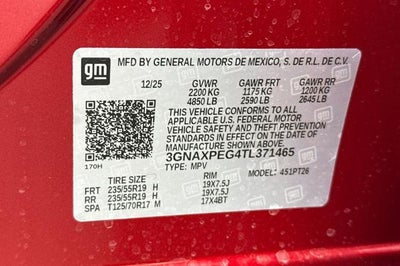 gm
MFD BY GENERAL MOTORS DE MEXICO, S. DE R.L. DE C.V.
12/25 GVWR GAWR FRT GAWR RR
2200 KG 1175 KG 1200 KG
4850 LB 2590 LB 2645 LB
THIS VEHICLE CONFORMS TO ALL
APPLICABLE U.S. FEDERAL MOTOR
VEHICLE SAFETY, BUMPER, AND THEFT
PREVENTION STANDARDS IN EFFECT ON
THE DATE OF MANUFACTURE SHOWN ABOVE.
3GNAXPEG4TL371465
170H
TYPE: MPV 451PT26
TIRE SIZE RIM
FRT 235/55R19 H 19X7.5J
RR 235/55R19 H 19X7.5J
SPA T125/70R17 M 17X4BT